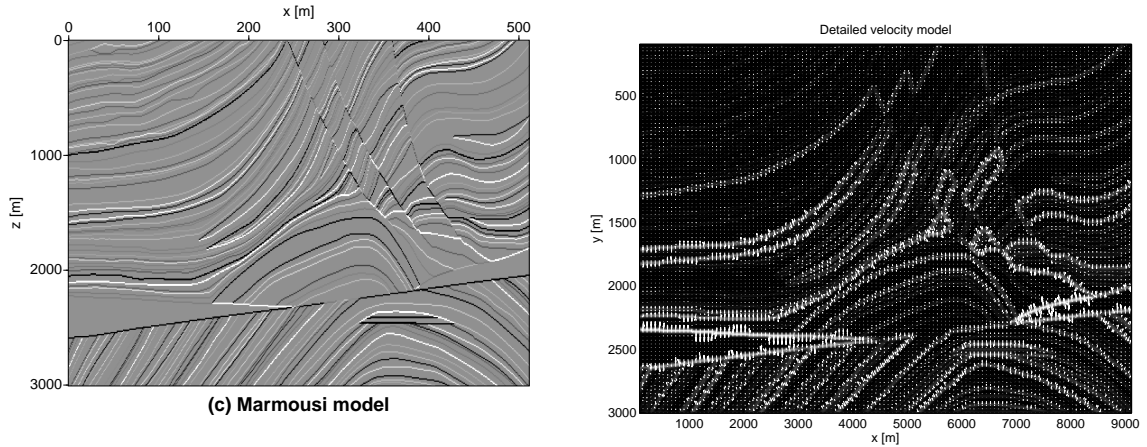 x [m]
0 100 200 300 400 500
0
1000
2000
3000
z [m]
(c) Marmousi model
Detailed velocity model
500
1000
1500
2000
2500
3000
y [m]
1000 2000 3000 4000 5000 6000 7000 8000 9000
x [m]